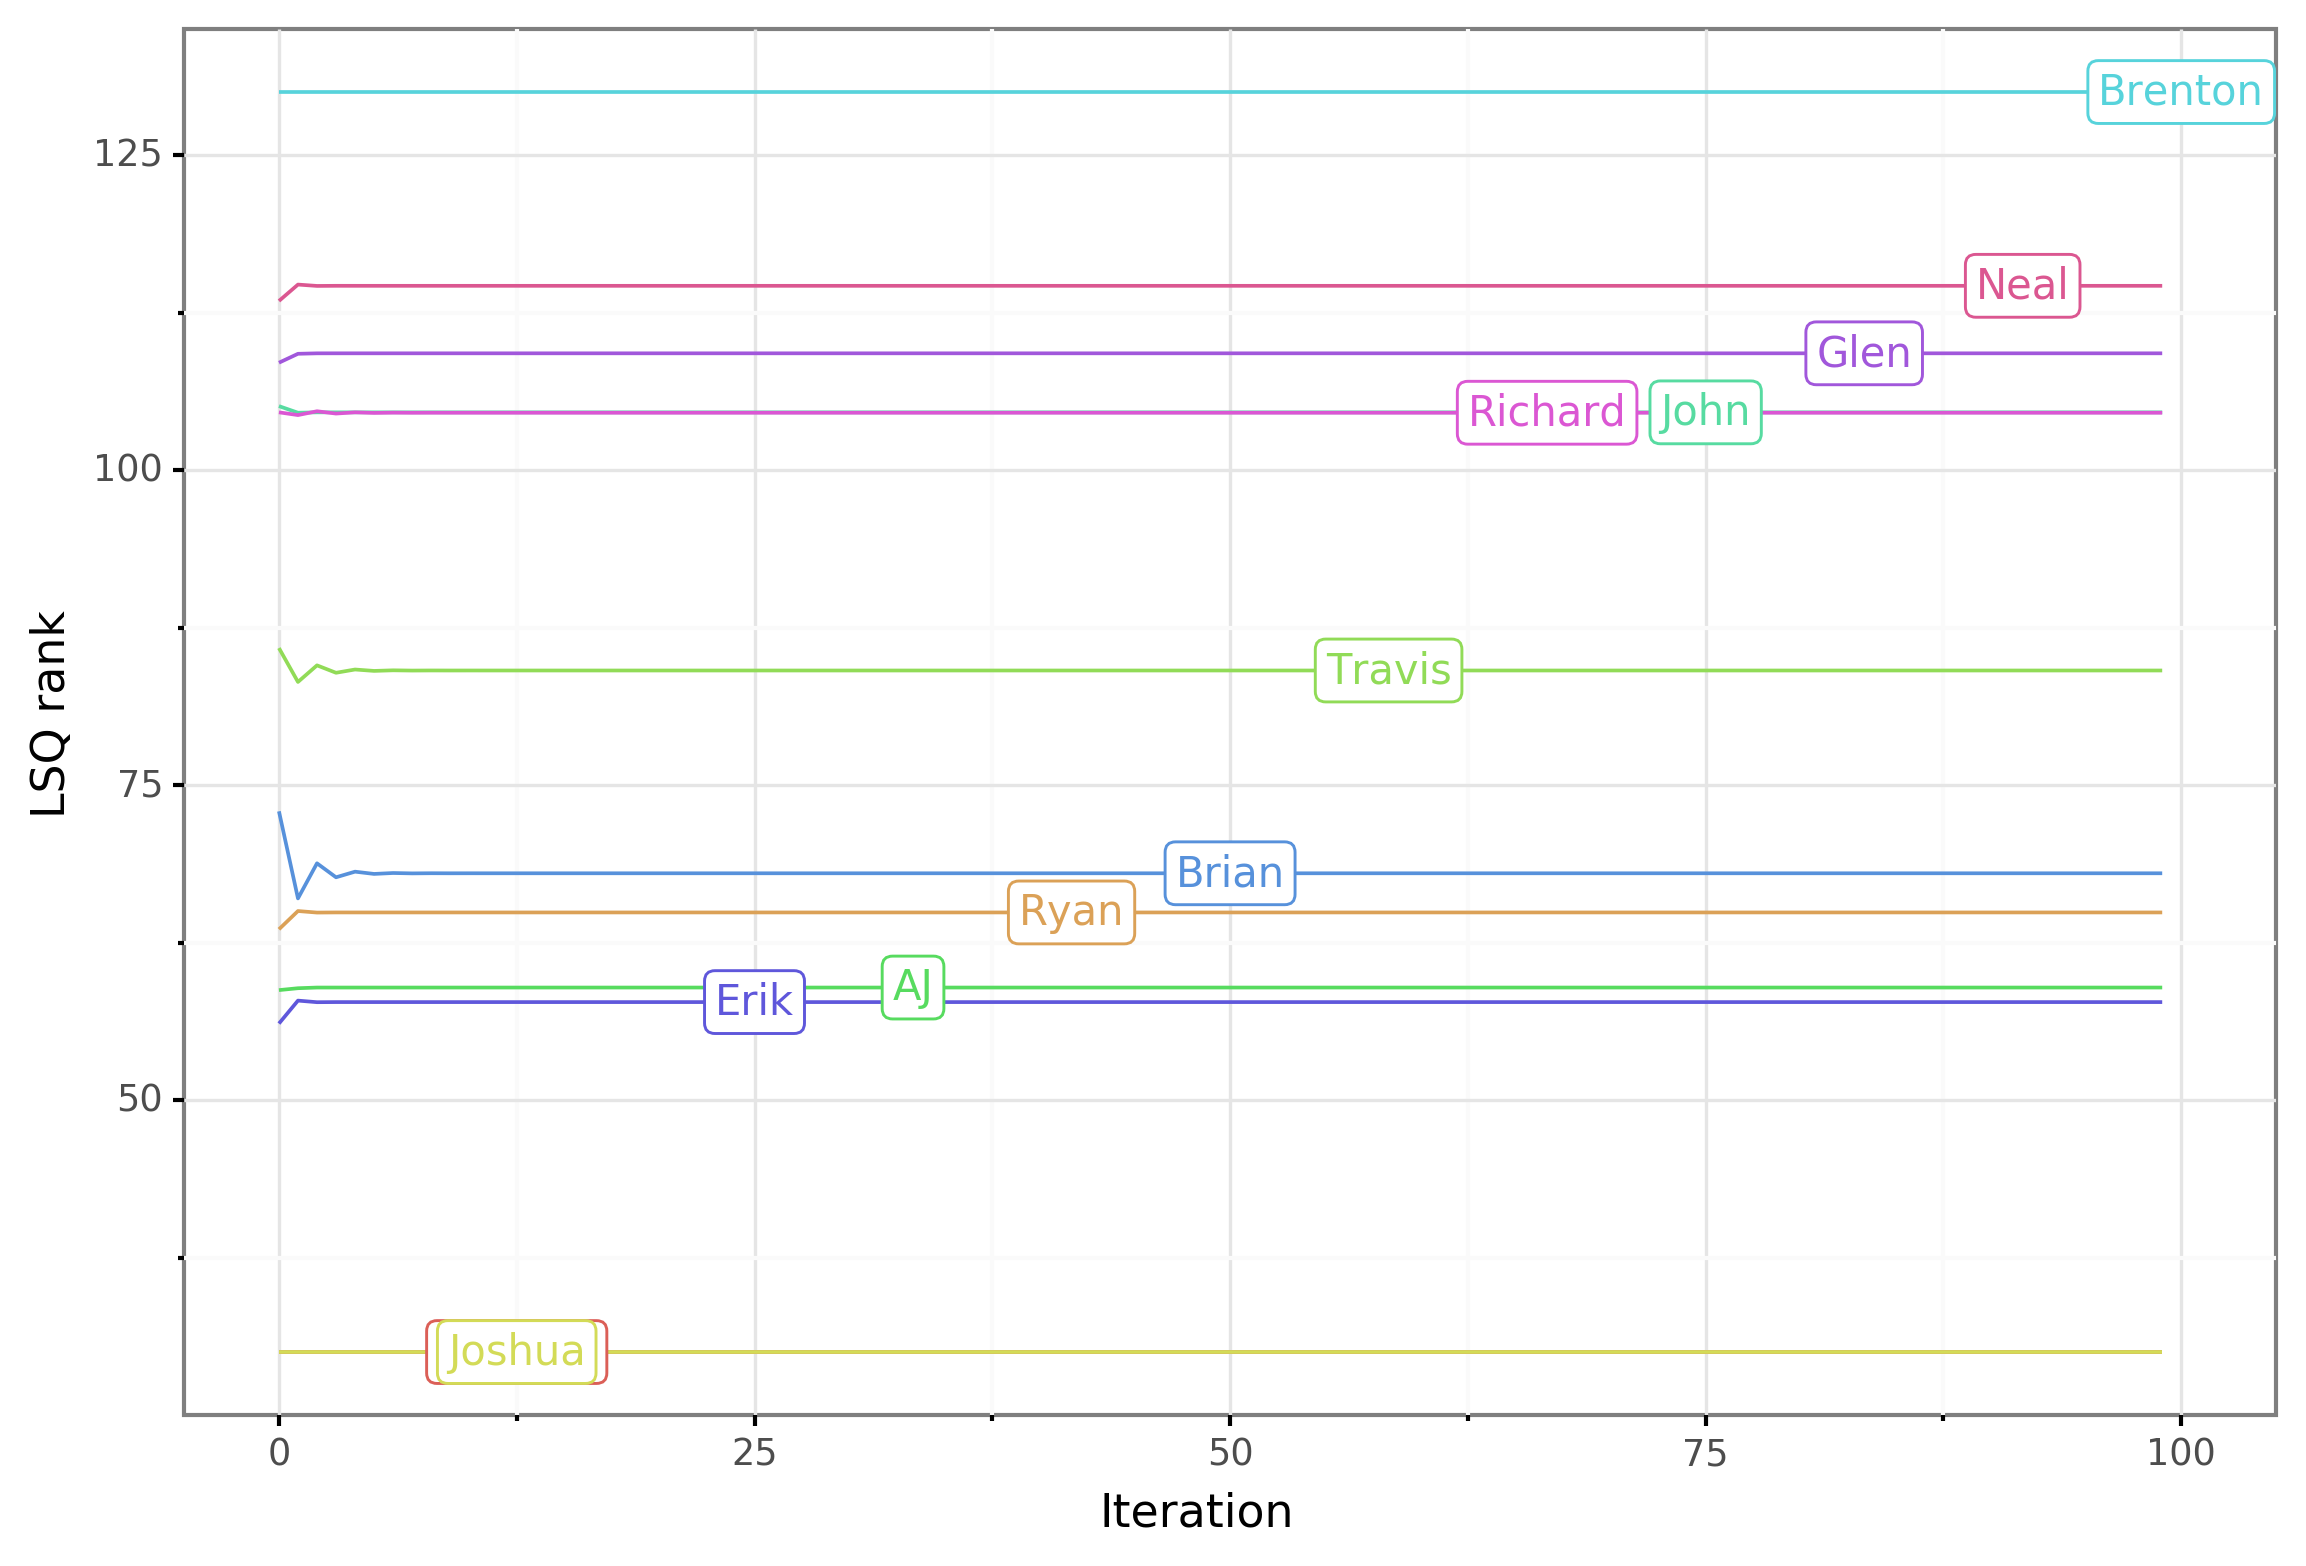 Brenton
125
Neal
Glen
Richard
John
100
Travis
75
Brian
Ryan
AJ
Erik
50
Joshua
0
25
50
75
100
LSQ rank
Iteration